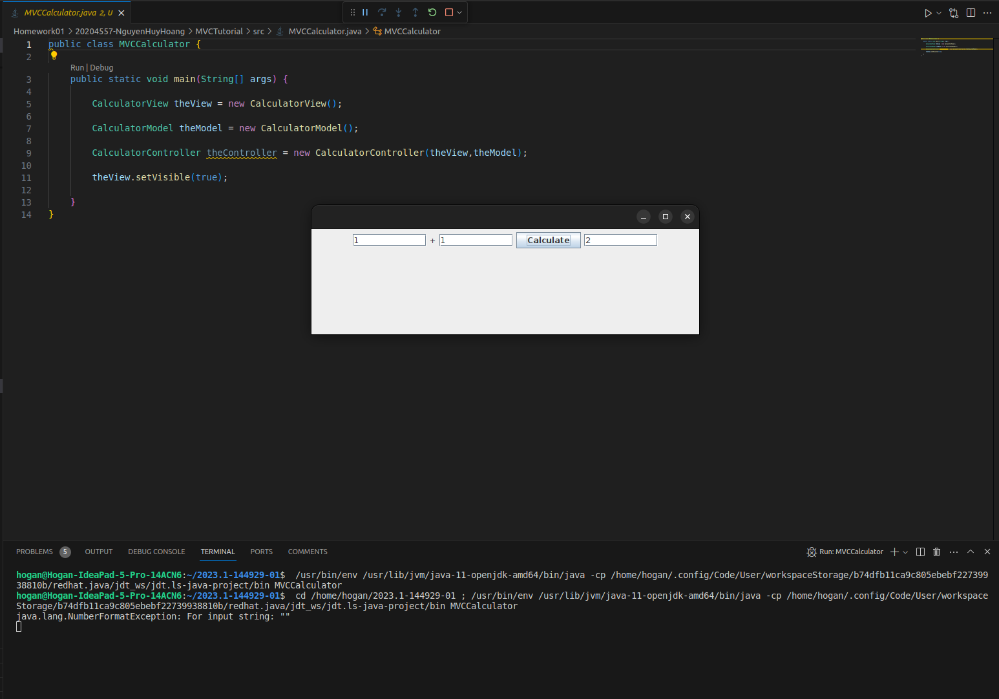 MVCCalculator.java 2, U
Homework01 > 20204557-NguyenHuyHoang > MVCTutorial > src > MVCCalculator.java > MVCCalculator
1 public class MVCCalculator {
2
Run | Debug
3 public static void main(String[] args) {
4
5 CalculatorView theView = new CalculatorView();
6
7 CalculatorModel theModel = new CalculatorModel();
8
9 CalculatorController theController = new CalculatorController(theView,theModel);
10
11 theView.setVisible(true);
12
13 }
14 }
1 + 1 Calculate 2
PROBLEMS 5 OUTPUT DEBUG CONSOLE TERMINAL PORTS COMMENTS Run: MVCCalculator
hogan@Hogan-IdeaPad-5-Pro-14ACN6:~/2023.1-144929-01$ /usr/bin/env /usr/lib/jvm/java-11-openjdk-amd64/bin/java -cp /home/hogan/.config/Code/User/workspaceStorage/b74dfb11ca9c805ebebf227399
38810b/redhat.java/jdt_ws/jdt.ls-java-project/bin MVCCalculator
hogan@Hogan-IdeaPad-5-Pro-14ACN6:~/2023.1-144929-01$ cd /home/hogan/2023.1-144929-01 ; /usr/bin/env /usr/lib/jvm/java-11-openjdk-amd64/bin/java -cp /home/hogan/.config/Code/User/workspace
Storage/b74dfb11ca9c805ebebf22739938810b/redhat.java/jdt_ws/jdt.ls-java-project/bin MVCCalculator
java.lang.NumberFormatException: For input string: ""